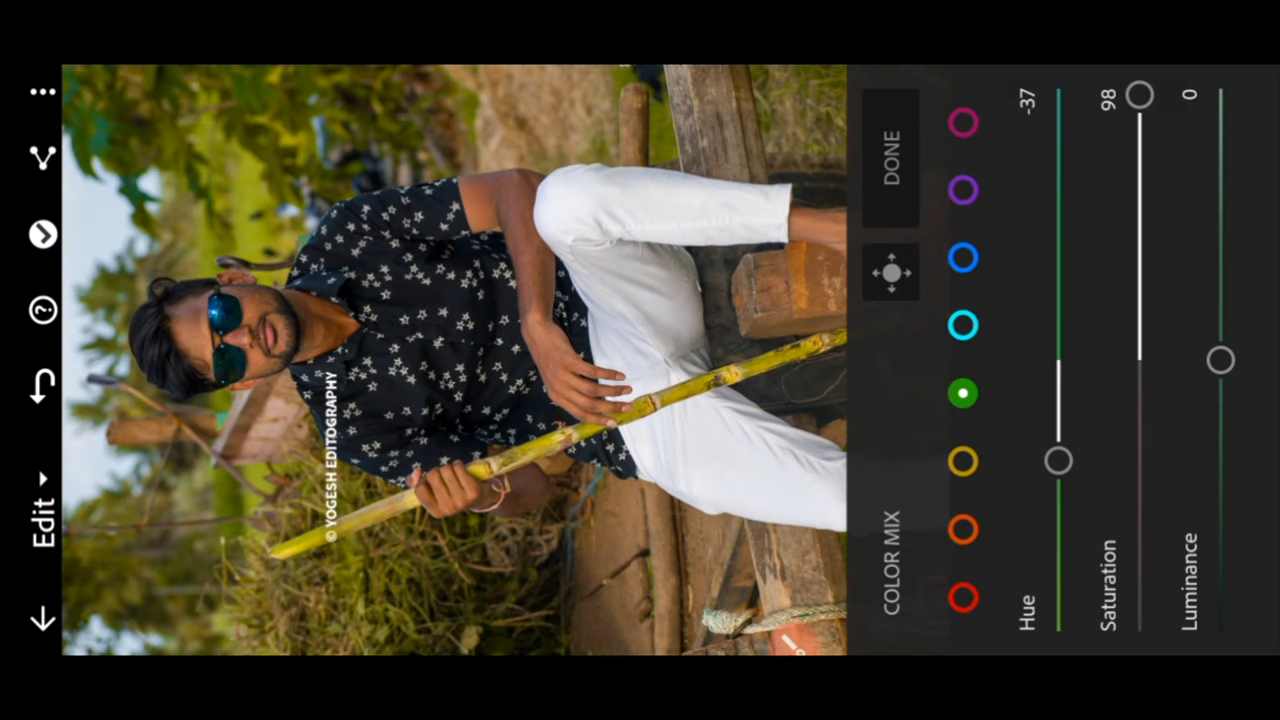 Edit
© YOGESH EDITOGRAPHY
COLOR MIX
DONE
Hue
-37
Saturation
98
Luminance
0